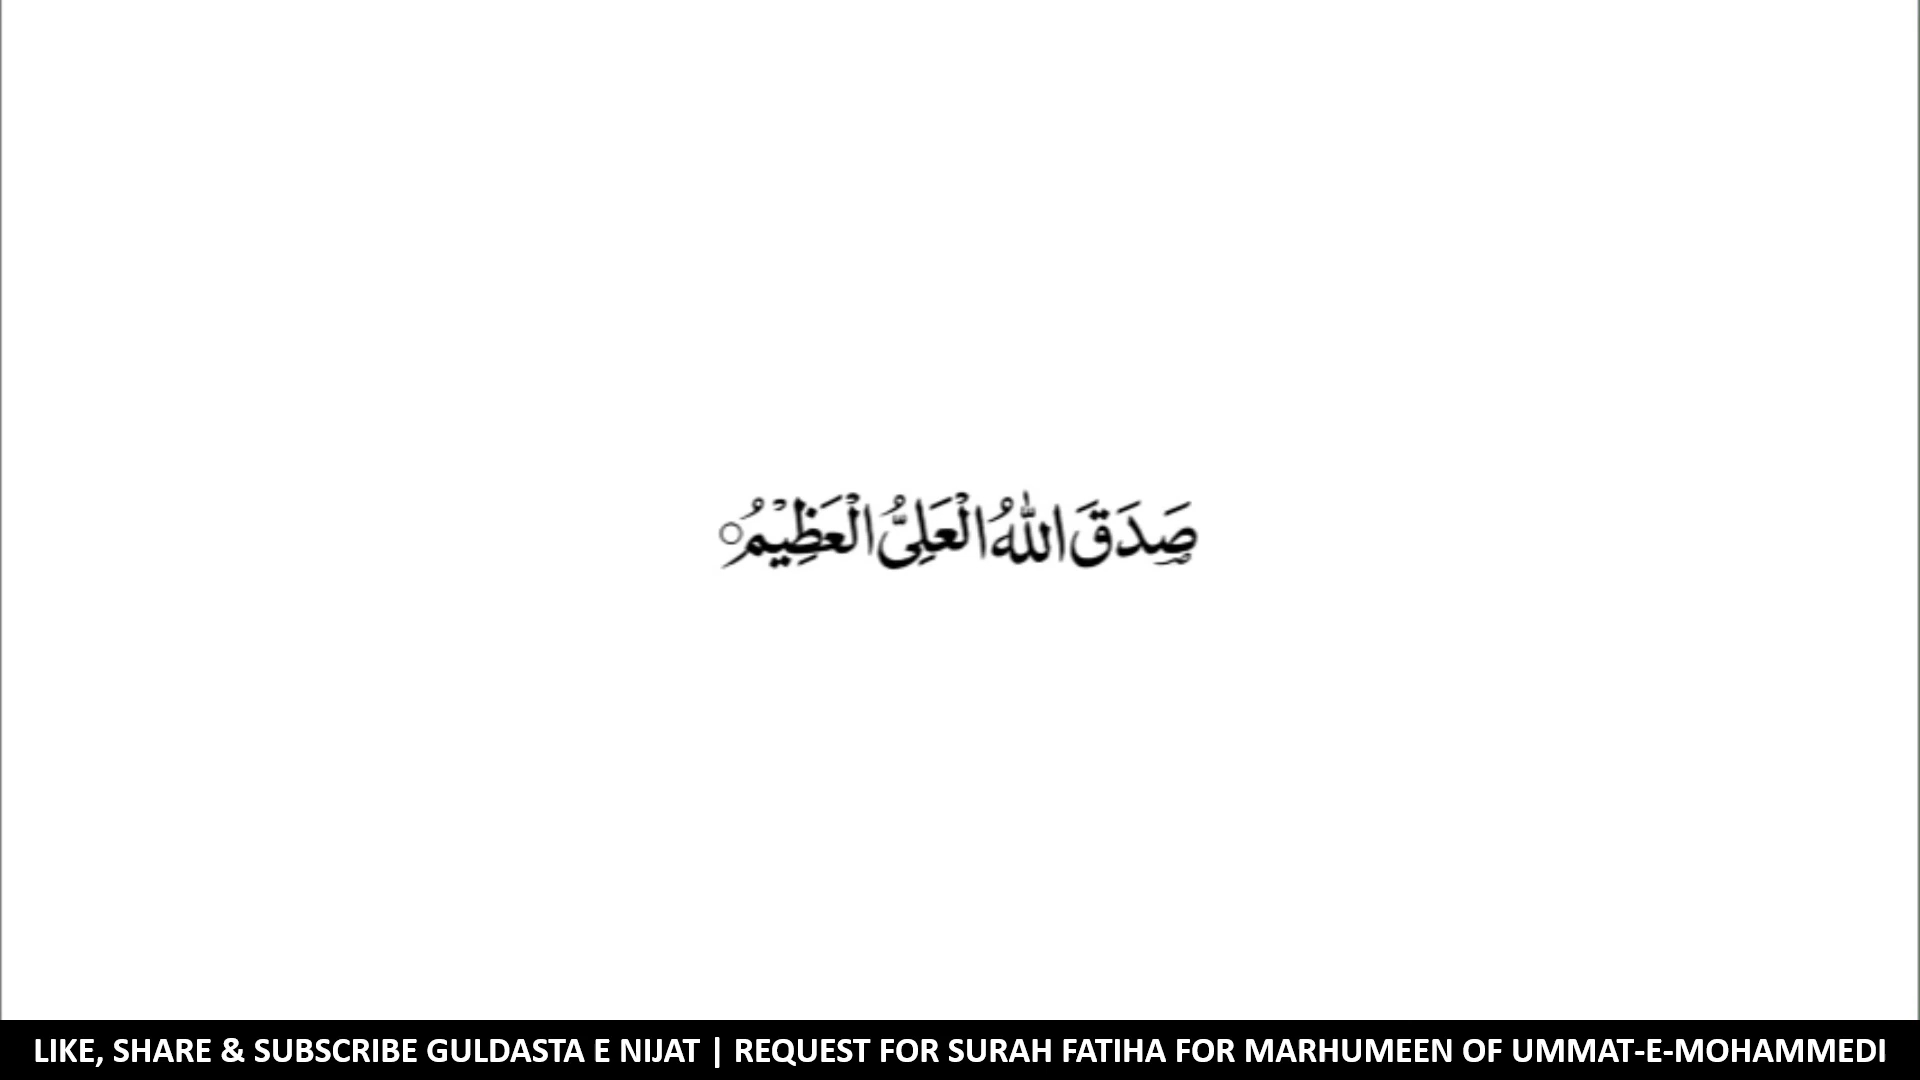 صَدَقَ اللّٰهُ الْعَلِیُّ الْعَظِیْمُ۝
LIKE, SHARE & SUBSCRIBE GULDASTA E NIJAT | REQUEST FOR SURAH FATIHA FOR MARHUMEEN OF UMMAT-E-MOHAMMEDI